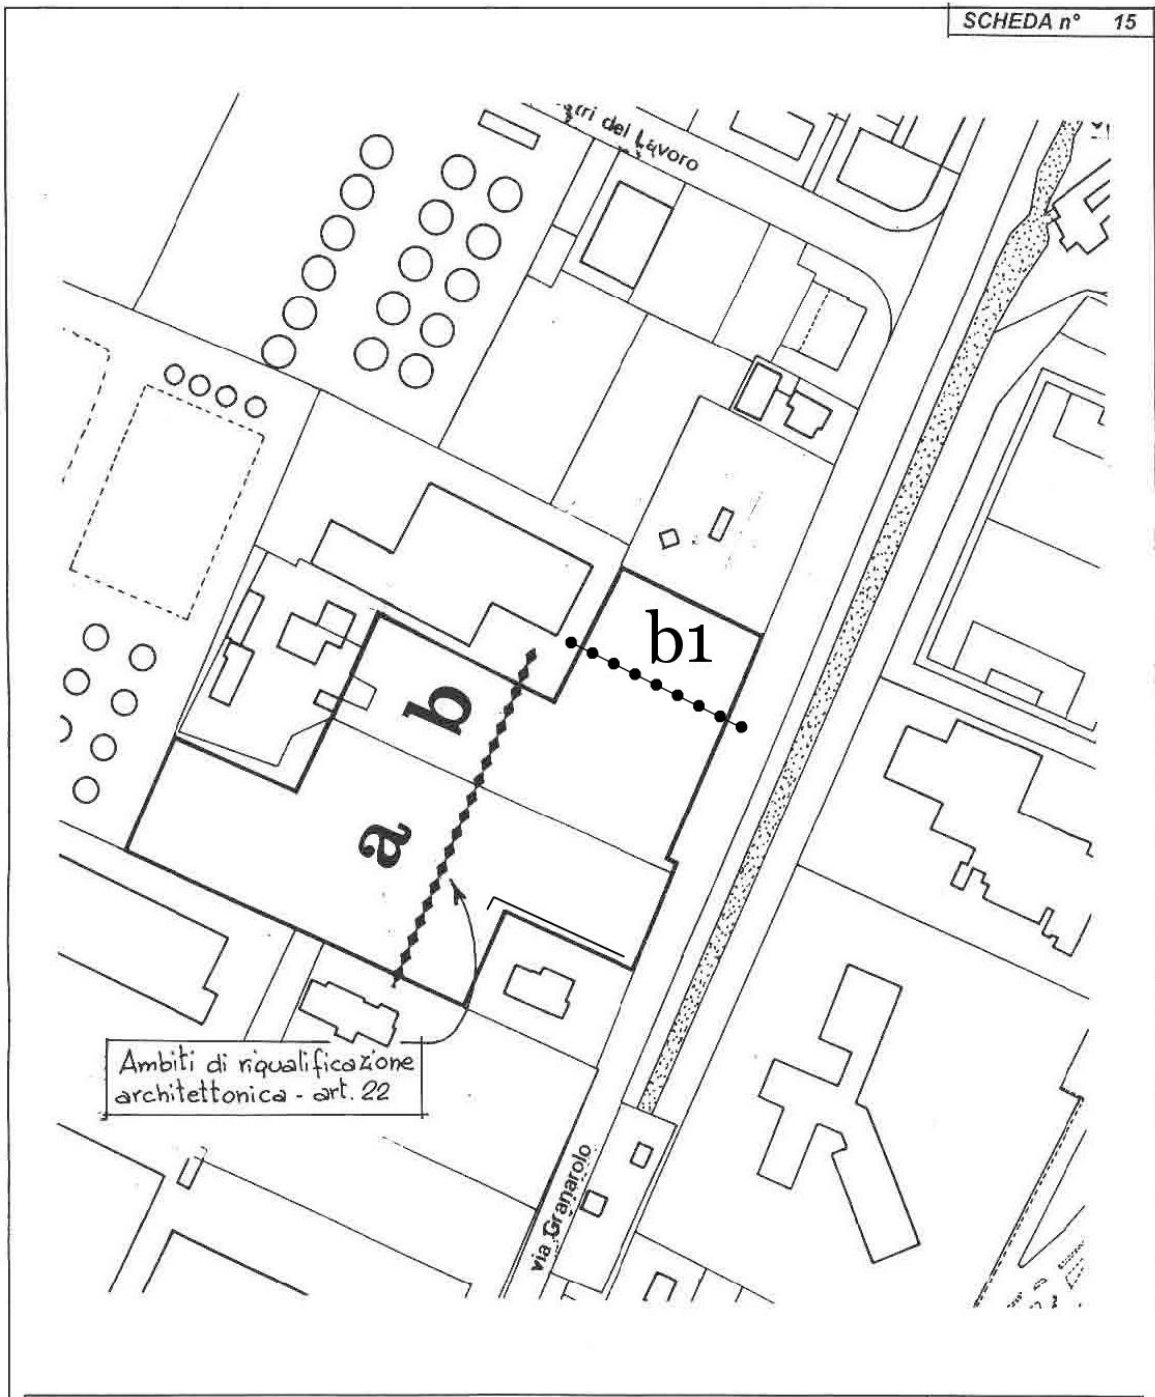 SCHEDA n° 15
tri del Lavoro
b1
b
a
Ambiti di riqualificazione
architettonica - art. 22
via Granarolo